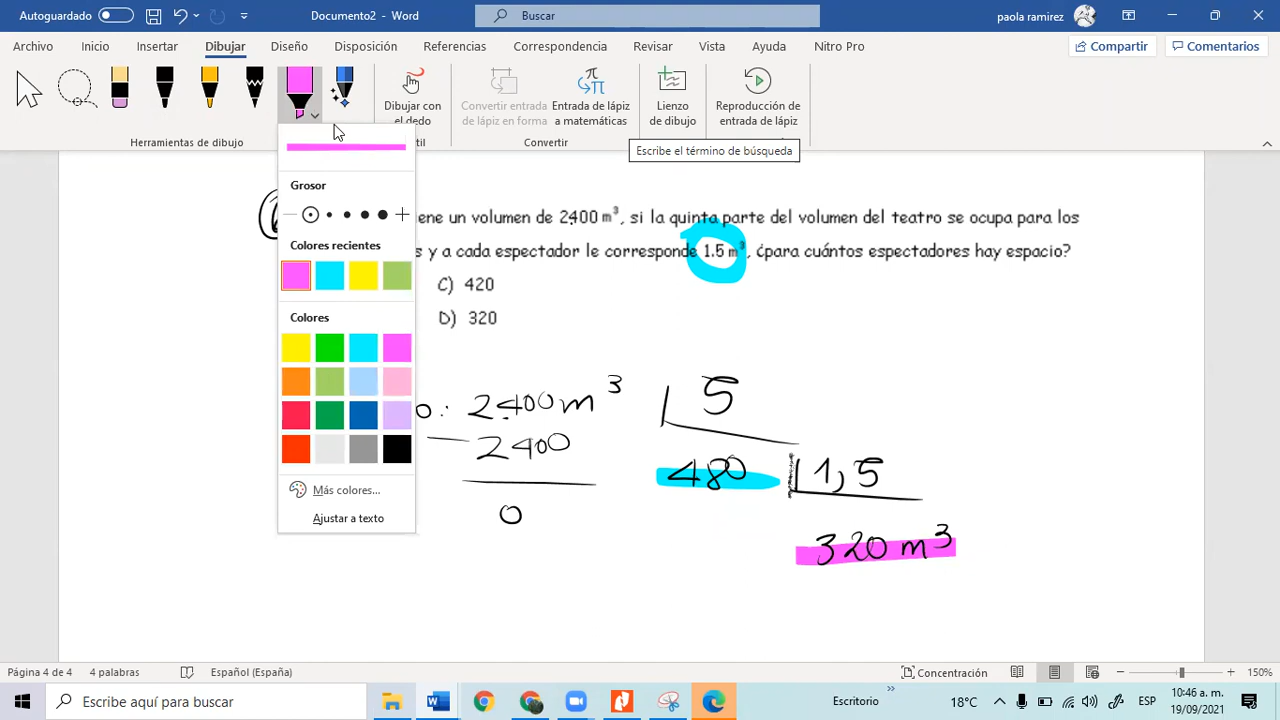 Autoguardado Documento2 - Word Buscar paola ramirez
Archivo Inicio Insertar Dibujar Diseño Disposición Referencias Correspondencia Revisar Vista Ayuda Nitro Pro Compartir Comentarios
Dibujar con el dedo
Convertir entrada de lápiz en forma
Entrada de lápiz a matemáticas
Lienzo de dibujo
Reproducción de entrada de lápiz
Herramientas de dibujo Convertir Reproducir
Escribe el término de búsqueda
Grosor
Colores recientes
Colores
Más colores...
Ajustar a texto
ene un volumen de 2400 m³, si la quinta parte del volumen del teatro se ocupa para los
s y a cada espectador le corresponde 1.5 m³, ¿para cuántos espectadores hay espacio?
C) 420
D) 320
o: 2400m³ 5
- 2400
480 1,5
0
320 m³
Página 4 de 4 4 palabras Español (España) Concentración 150%
Escribe aquí para buscar Escritorio 18°C ESP 10:46 a. m.
19/09/2021